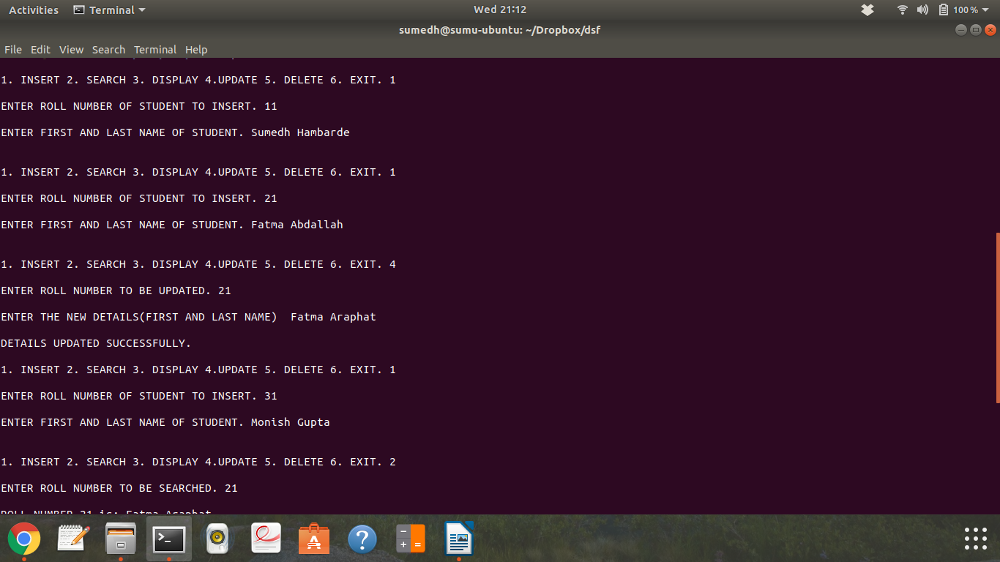 Activities Terminal Wed 21:12 100%
sumedh@sumu-ubuntu: ~/Dropbox/dsf
File Edit View Search Terminal Help
1. INSERT 2. SEARCH 3. DISPLAY 4.UPDATE 5. DELETE 6. EXIT. 1
ENTER ROLL NUMBER OF STUDENT TO INSERT. 11
ENTER FIRST AND LAST NAME OF STUDENT. Sumedh Hambarde
1. INSERT 2. SEARCH 3. DISPLAY 4.UPDATE 5. DELETE 6. EXIT. 1
ENTER ROLL NUMBER OF STUDENT TO INSERT. 21
ENTER FIRST AND LAST NAME OF STUDENT. Fatma Abdallah
1. INSERT 2. SEARCH 3. DISPLAY 4.UPDATE 5. DELETE 6. EXIT. 4
ENTER ROLL NUMBER TO BE UPDATED. 21
ENTER THE NEW DETAILS(FIRST AND LAST NAME)  Fatma Araphat
DETAILS UPDATED SUCCESSFULLY.
1. INSERT 2. SEARCH 3. DISPLAY 4.UPDATE 5. DELETE 6. EXIT. 1
ENTER ROLL NUMBER OF STUDENT TO INSERT. 31
ENTER FIRST AND LAST NAME OF STUDENT. Monish Gupta
1. INSERT 2. SEARCH 3. DISPLAY 4.UPDATE 5. DELETE 6. EXIT. 2
ENTER ROLL NUMBER TO BE SEARCHED. 21
ROLL NUMBER 21 is: Fatma Araphat